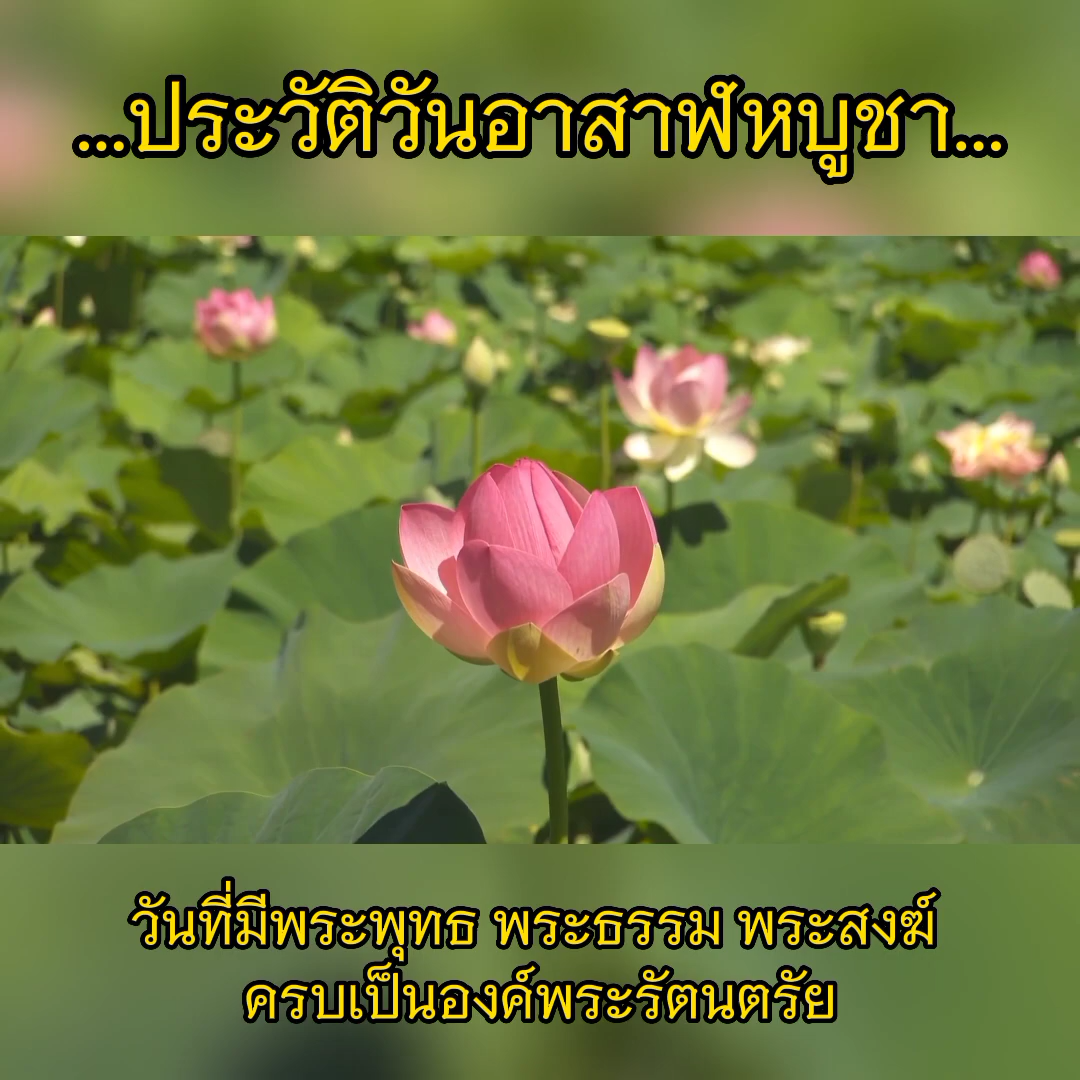 ...ประวัติวันอาสาฬหบูชา...
วันที่มีพระพุทธ พระธรรม พระสงฆ์
ครบเป็นองค์พระรัตนตรัย